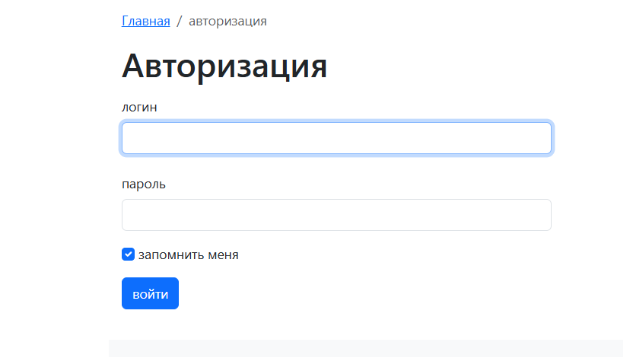 Главная / авторизация
Авторизация
логин
пароль
запомнить меня
войти